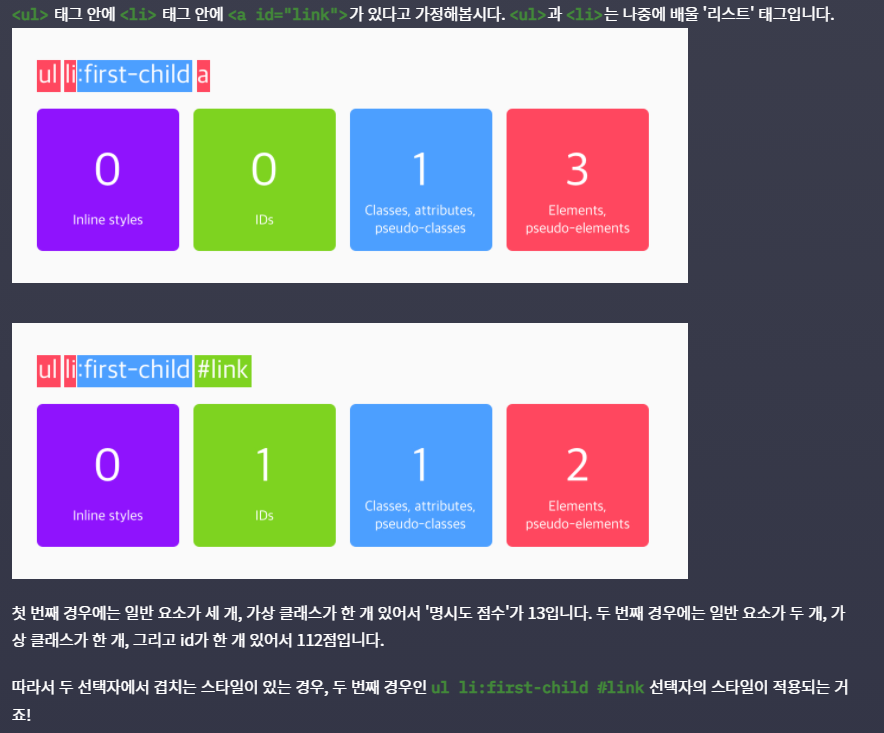 <ul> 태그 안에 <li> 태그 안에 <a id="link">가 있다고 가정해봅시다. <ul>과 <li>는 나중에 배울 '리스트' 태그입니다.
ul li:first-child a
0
Inline styles
0
IDs
1
Classes, attributes,
pseudo-classes
3
Elements,
pseudo-elements
ul li:first-child #link
0
Inline styles
1
IDs
1
Classes, attributes,
pseudo-classes
2
Elements,
pseudo-elements
첫 번째 경우에는 일반 요소가 세 개, 가상 클래스가 한 개 있어서 '명시도 점수'가 13입니다. 두 번째 경우에는 일반 요소가 두 개, 가
상 클래스가 한 개, 그리고 id가 한 개 있어서 112점입니다.
따라서 두 선택자에서 겹치는 스타일이 있는 경우, 두 번째 경우인 ul li:first-child #link 선택자의 스타일이 적용되는 거
죠!